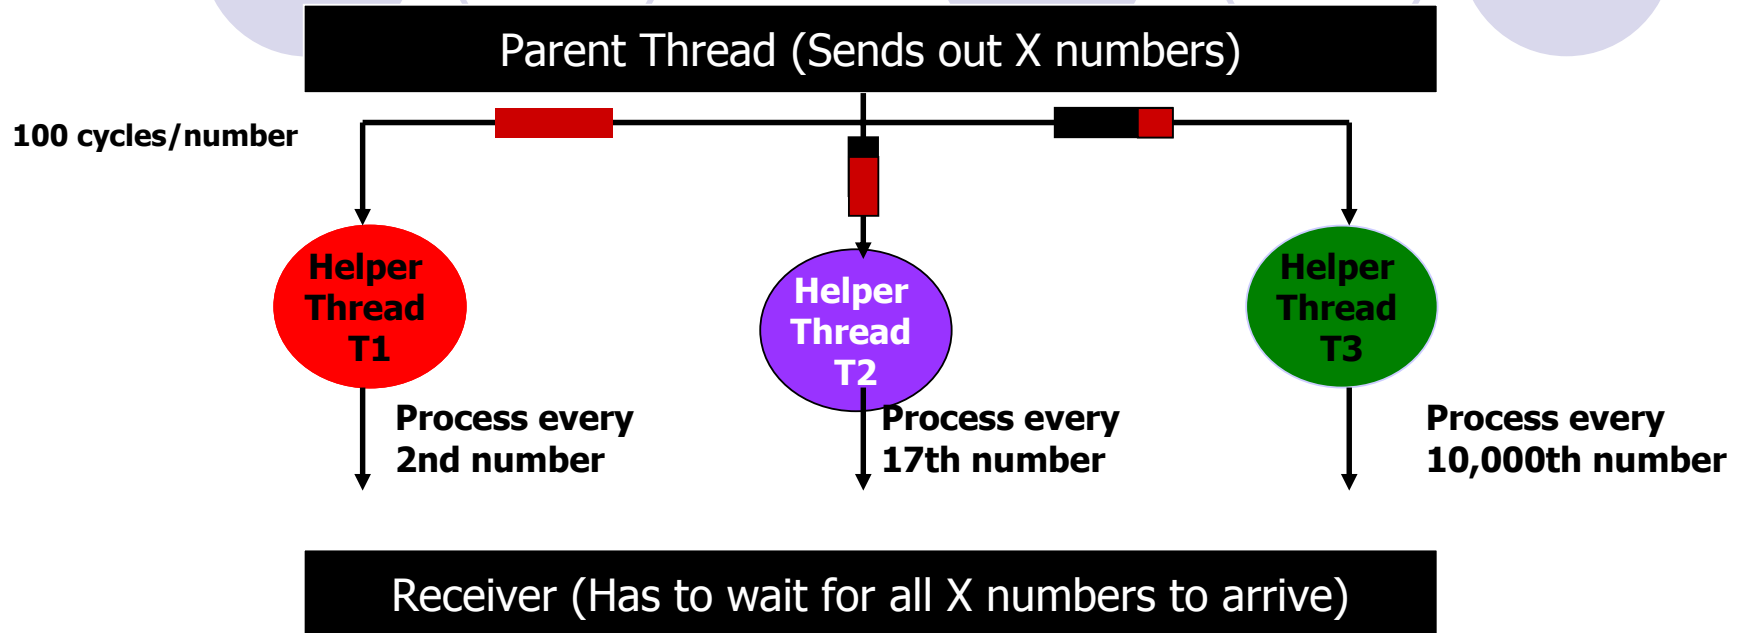 Parent Thread (Sends out X numbers)
100 cycles/number
Helper
Thread
T1
Helper
Thread
T2
Helper
Thread
T3
Process every
2nd number
Process every
17th number
Process every
10,000th number
Receiver (Has to wait for all X numbers to arrive)